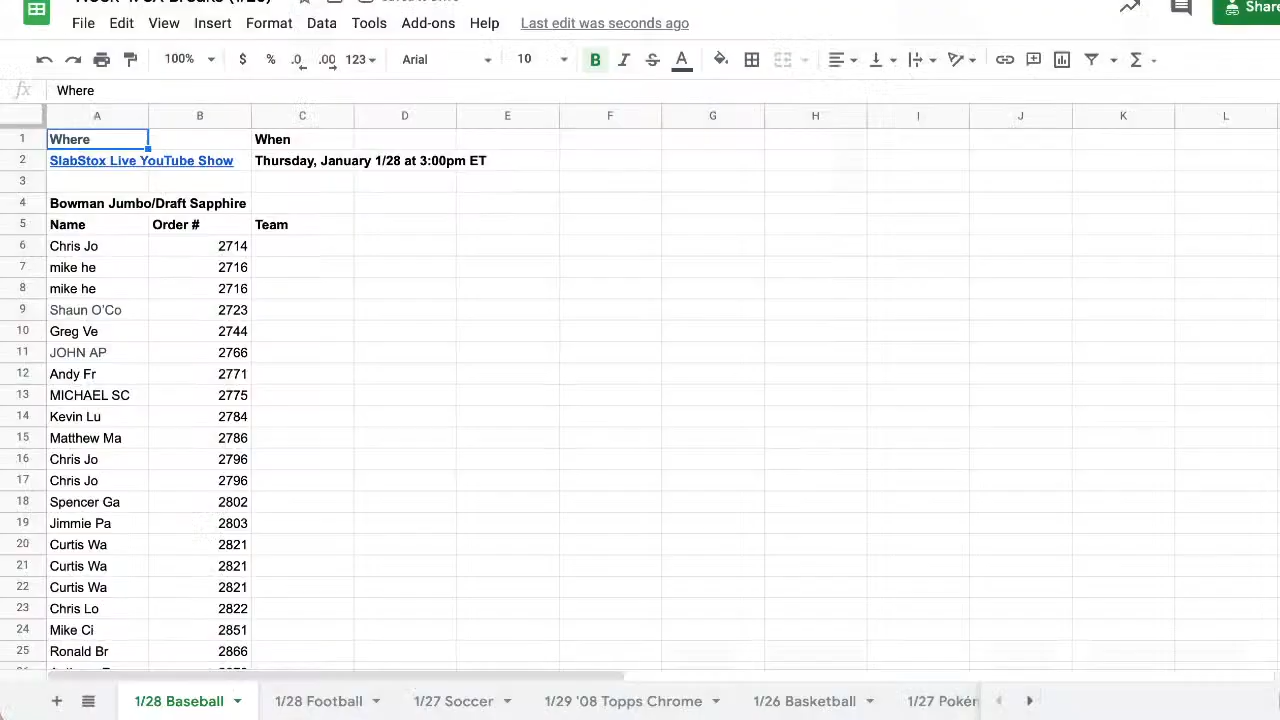 File Edit View Insert Format Data Tools Add-ons Help Last edit was seconds ago
Share
100% $ % .0 .00 123 Arial 10 B I S A
fx Where
A B C D E F G H I J K L
1 Where When
2 SlabStox Live YouTube Show Thursday, January 1/28 at 3:00pm ET
3
4 Bowman Jumbo/Draft Sapphire
5 Name Order # Team
6 Chris Jo 2714
7 mike he 2716
8 mike he 2716
9 Shaun O'Co 2723
10 Greg Ve 2744
11 JOHN AP 2766
12 Andy Fr 2771
13 MICHAEL SC 2775
14 Kevin Lu 2784
15 Matthew Ma 2786
16 Chris Jo 2796
17 Chris Jo 2796
18 Spencer Ga 2802
19 Jimmie Pa 2803
20 Curtis Wa 2821
21 Curtis Wa 2821
22 Curtis Wa 2821
23 Chris Lo 2822
24 Mike Ci 2851
25 Ronald Br 2866
1/28 Baseball 1/28 Football 1/27 Soccer 1/29 '08 Topps Chrome 1/26 Basketball 1/27 Pokém